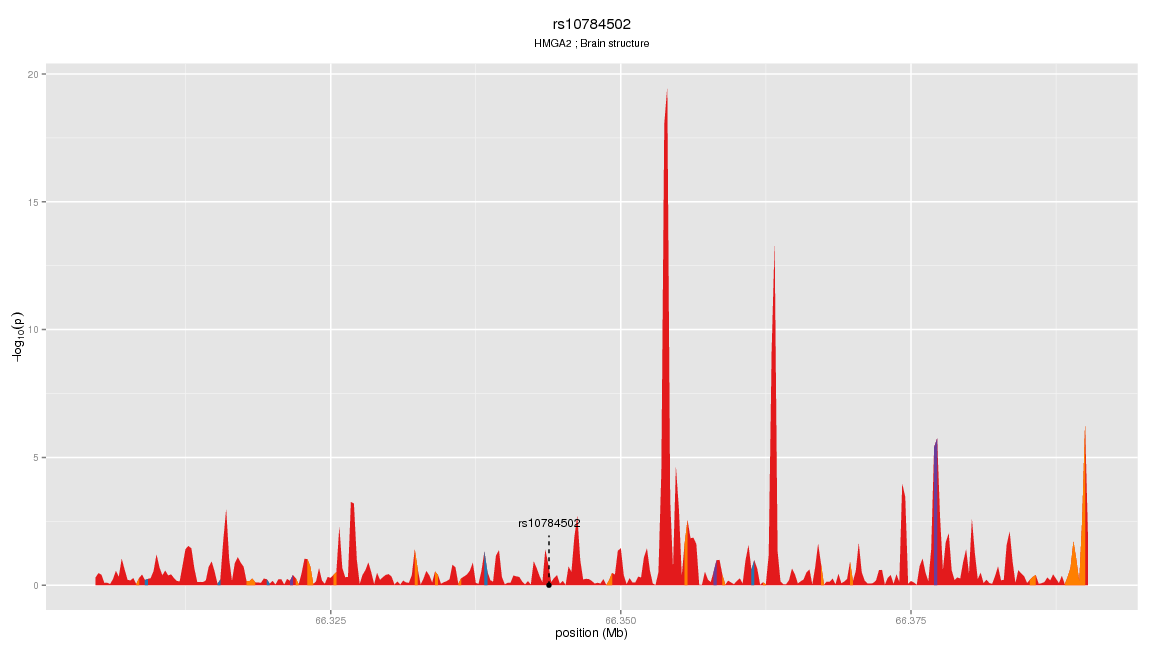 rs10784502
HMGA2 ; Brain structure
20
15
10
5
0
−log10(p)
rs10784502
66.325
66.350
66.375
position (Mb)